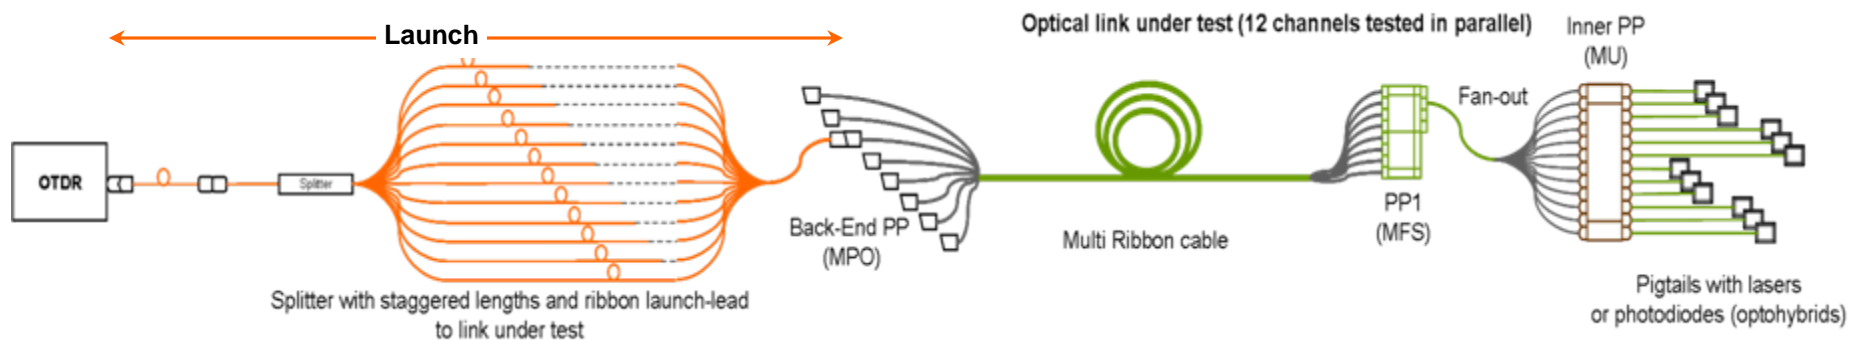 Launch
Optical link under test (12 channels tested in parallel)
Inner PP
(MU)
Fan-out
OTDR
Splitter
Back-End PP
(MPO)
Multi Ribbon cable
PP1
(MFS)
Splitter with staggered lengths and ribbon launch-lead
to link under test
Pigtails with lasers
or photodiodes (optohybrids)